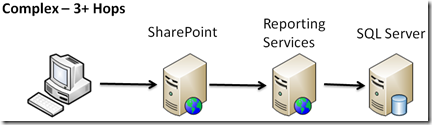 Complex – 3+ Hops
SharePoint
Reporting
Services
SQL Server